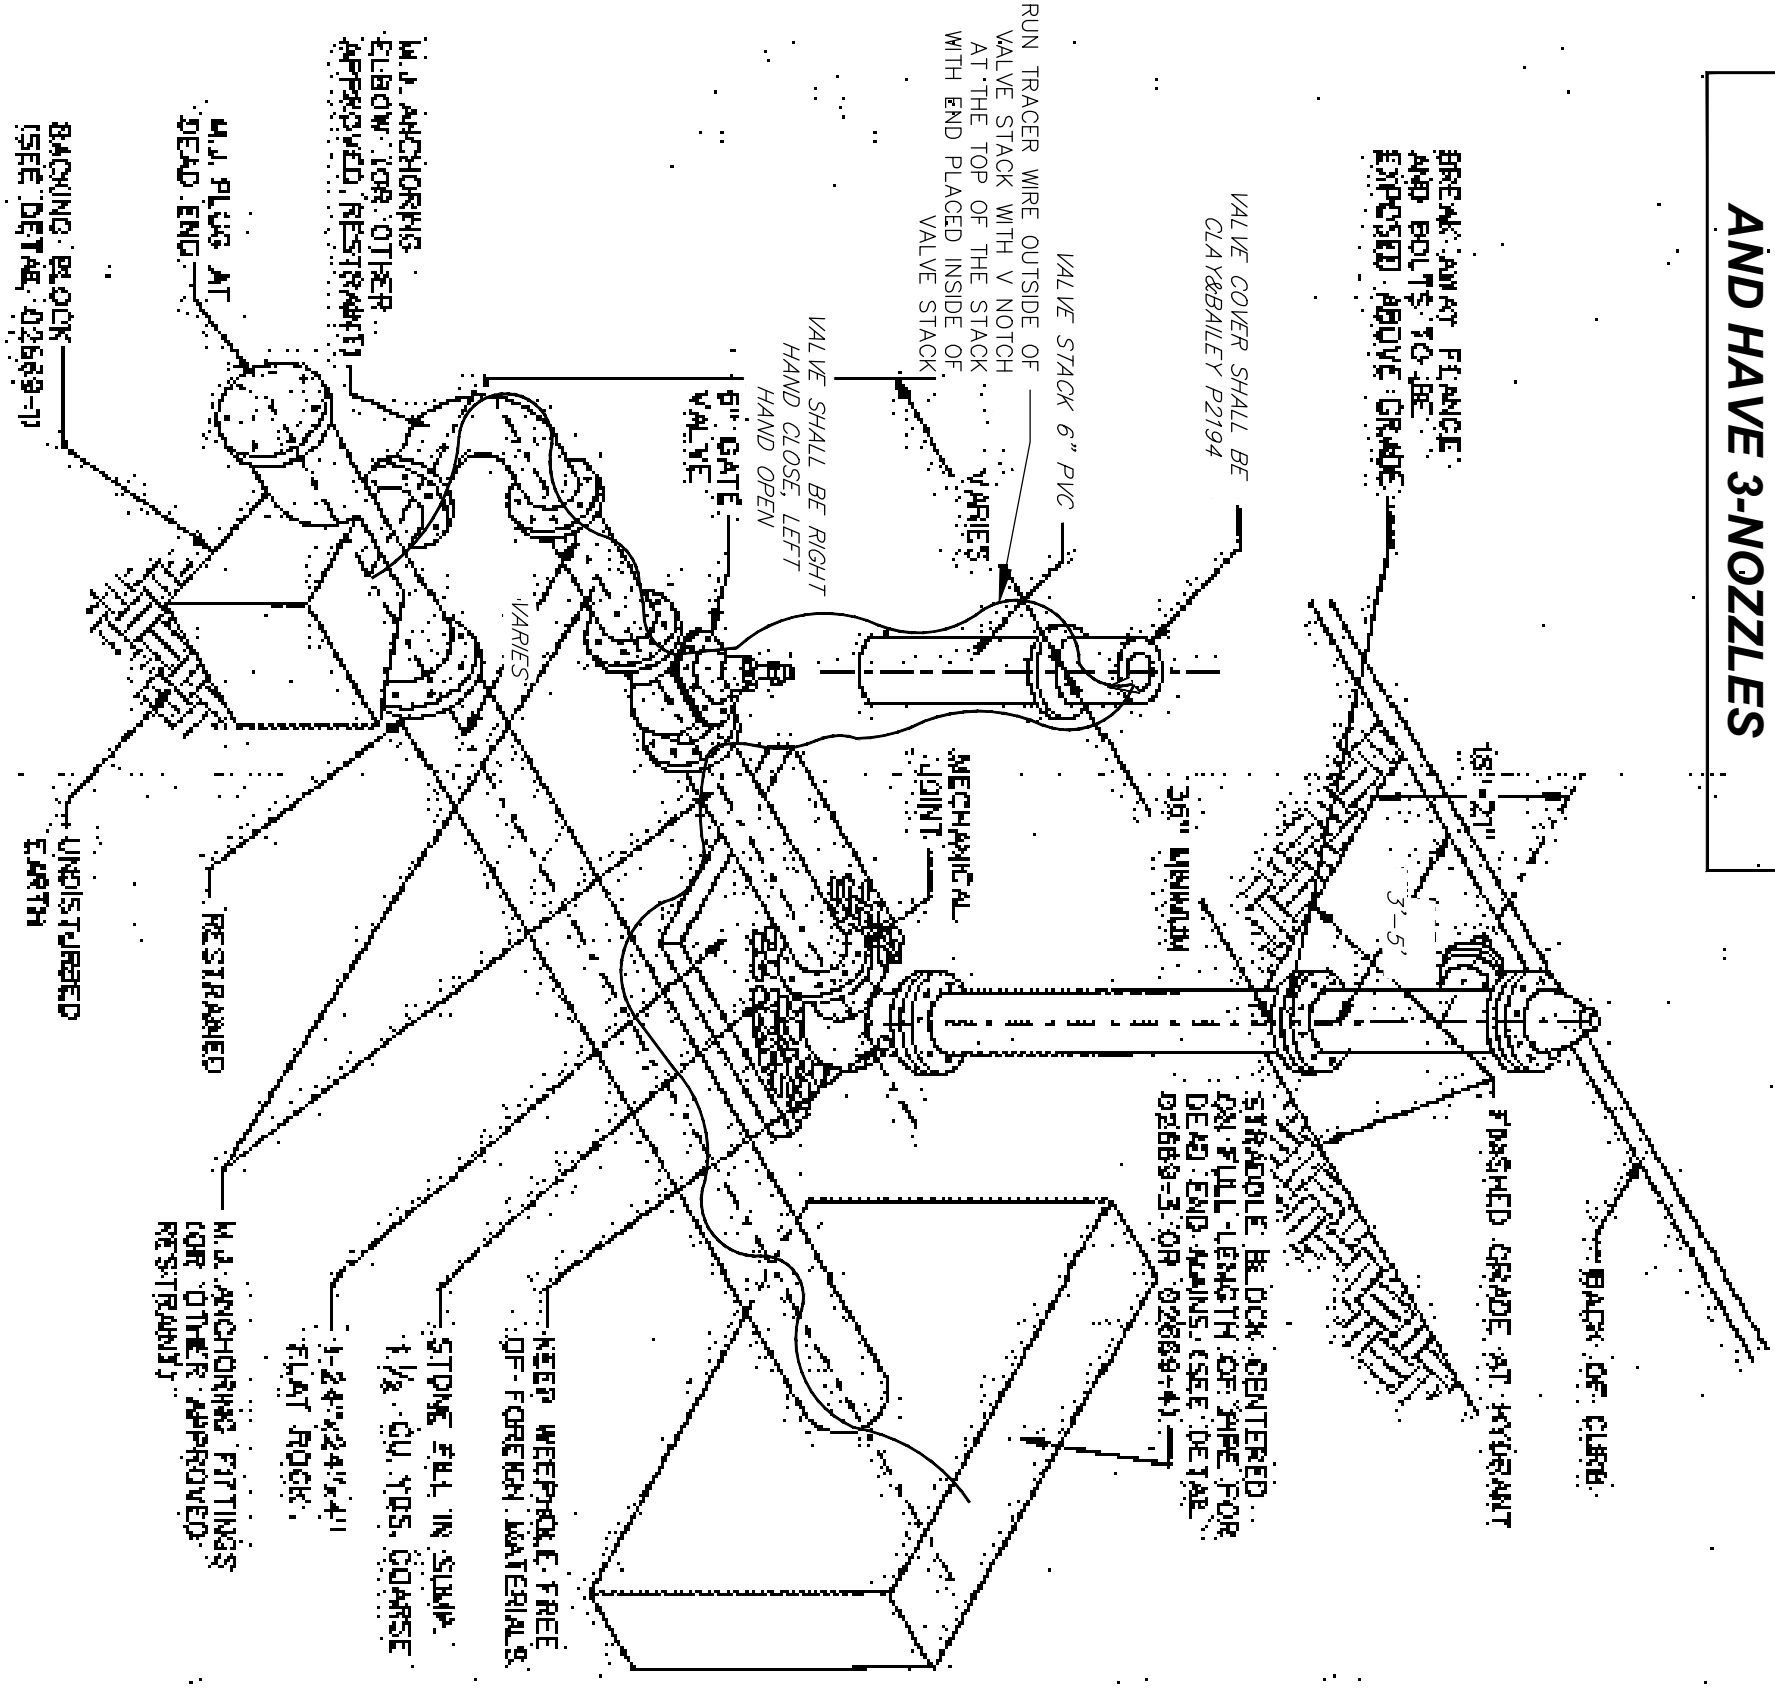 AND HAVE 3-NOZZLES
BREAK AWAY FLANGE
AND BOLTS TO BE
EXPOSED ABOVE GRADE
VALVE COVER SHALL BE
CLAY&BAILEY P2194
VALVE STACK 6" PVC
RUN TRACER WIRE OUTSIDE OF
VALVE STACK WITH V NOTCH
AT THE TOP OF THE STACK
WITH END PLACED INSIDE OF
VALVE STACK
VARIES
VALVE SHALL BE RIGHT
HAND CLOSE, LEFT
HAND OPEN
6" GATE
VALVE
M.J. ANCHORING
ELBOW (OR OTHER
APPROVED RESTRAINT)
M.J. PLUG AT
DEAD END
BACKING BLOCK
(SEE DETAIL 02669-1)
VARIES
18"-21"
3'-5'
36" MINIMUM
MECHANICAL
JOINT
RESTRAINED
UNDISTURBED
EARTH
BACK OF CURB
FINISHED GRADE AT HYDRANT
STRADDLE BLOCK CENTERED
ON FULL LENGTH OF PIPE FOR
DEAD END MAINS. (SEE DETAIL
02669-3 OR 02669-4)
KEEP WEEPHOLE FREE
OF FOREIGN MATERIALS
STONE FILL IN SUMP
1/2 CU. YDS. COARSE
1-24"x24"x4"
FLAT ROCK.
M.J. ANCHORING FITTINGS
(OR OTHER APPROVED
RESTRAINT)